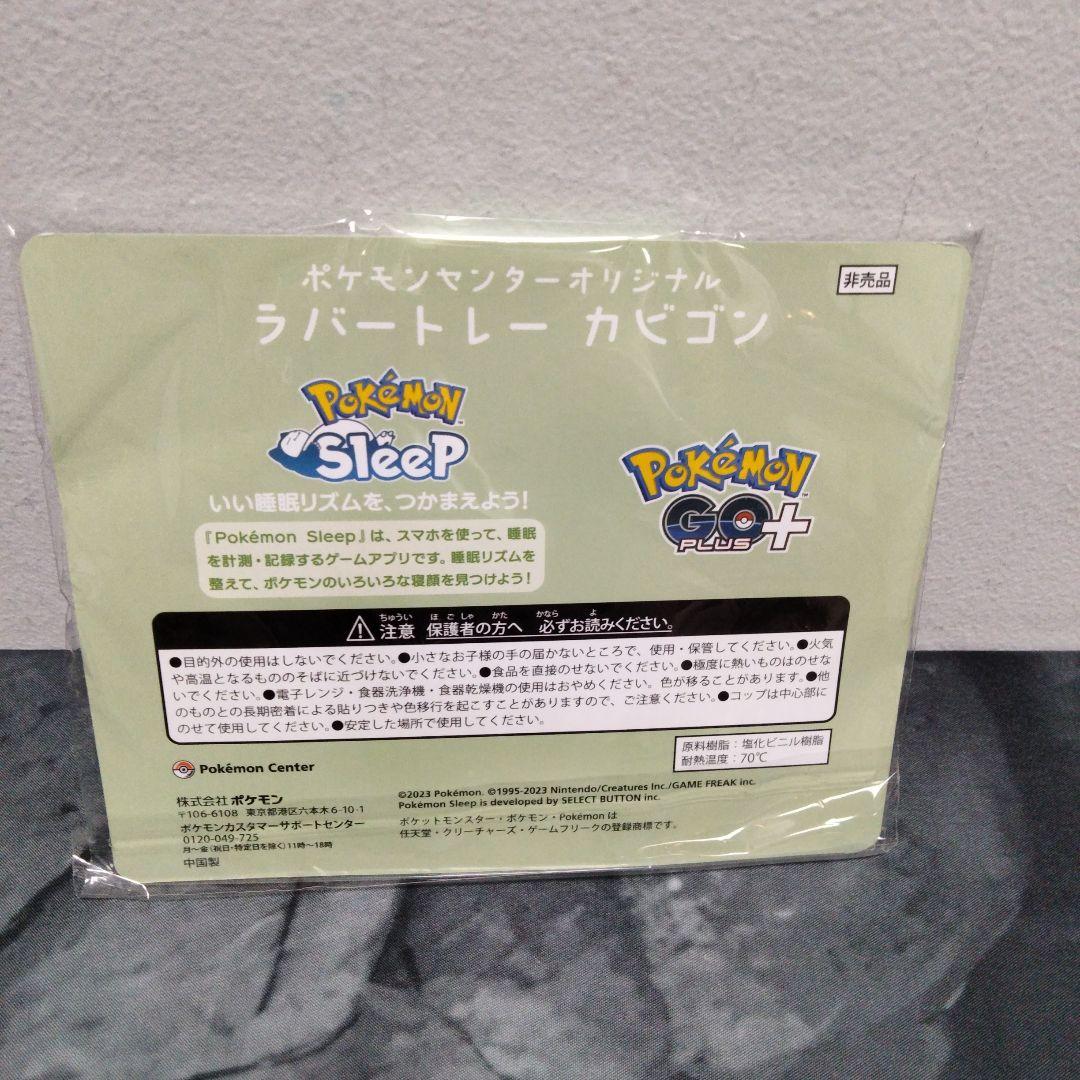 ポケモンセンターオリジナル
非売品
ラバートレー カビゴン
POKÉMON
Sleep
いい睡眠リズムを、つかまえよう!
『Pokémon Sleep』は、スマホを使って、睡眠
を計測・記録するゲームアプリです。睡眠リズムを
整えて、ポケモンのいろいろな寝顔を見つけよう!
POKÉMON
GO
PLUS+
ちゅうい ほごしゃ かた かなら よ
注意 保護者の方へ 必ずお読みください。
●目的外の使用はしないでください。●小さなお子様の手の届かないところで、使用・保管してください。●火気
や高温となるもののそばに近づけないでください。●食品を直接のせないでください。●極度に熱いものはのせな
いでください。●電子レンジ・食器洗浄機・食器乾燥機の使用はおやめください。色が移ることがあります。●他
のものとの長期密着による貼りつきや色移行を起こすことがありますので、ご注意ください。●コップは中心部に
のせて使用してください。●安定した場所で使用してください。
原料樹脂:塩化ビニル樹脂
耐熱温度:70℃
Pokémon Center
株式会社ポケモン
〒106-6108 東京都港区六本木6-10-1
ポケモンカスタマーサポートセンター
0120-049-725
月~金(祝日・特定日を除く)11時~18時
中国製
©2023 Pokémon. ©1995-2023 Nintendo/Creatures Inc./GAME FREAK inc.
Pokémon Sleep is developed by SELECT BUTTON inc.
ポケットモンスター・ポケモン・Pokémon は
任天堂・クリーチャーズ・ゲームフリークの登録商標です。